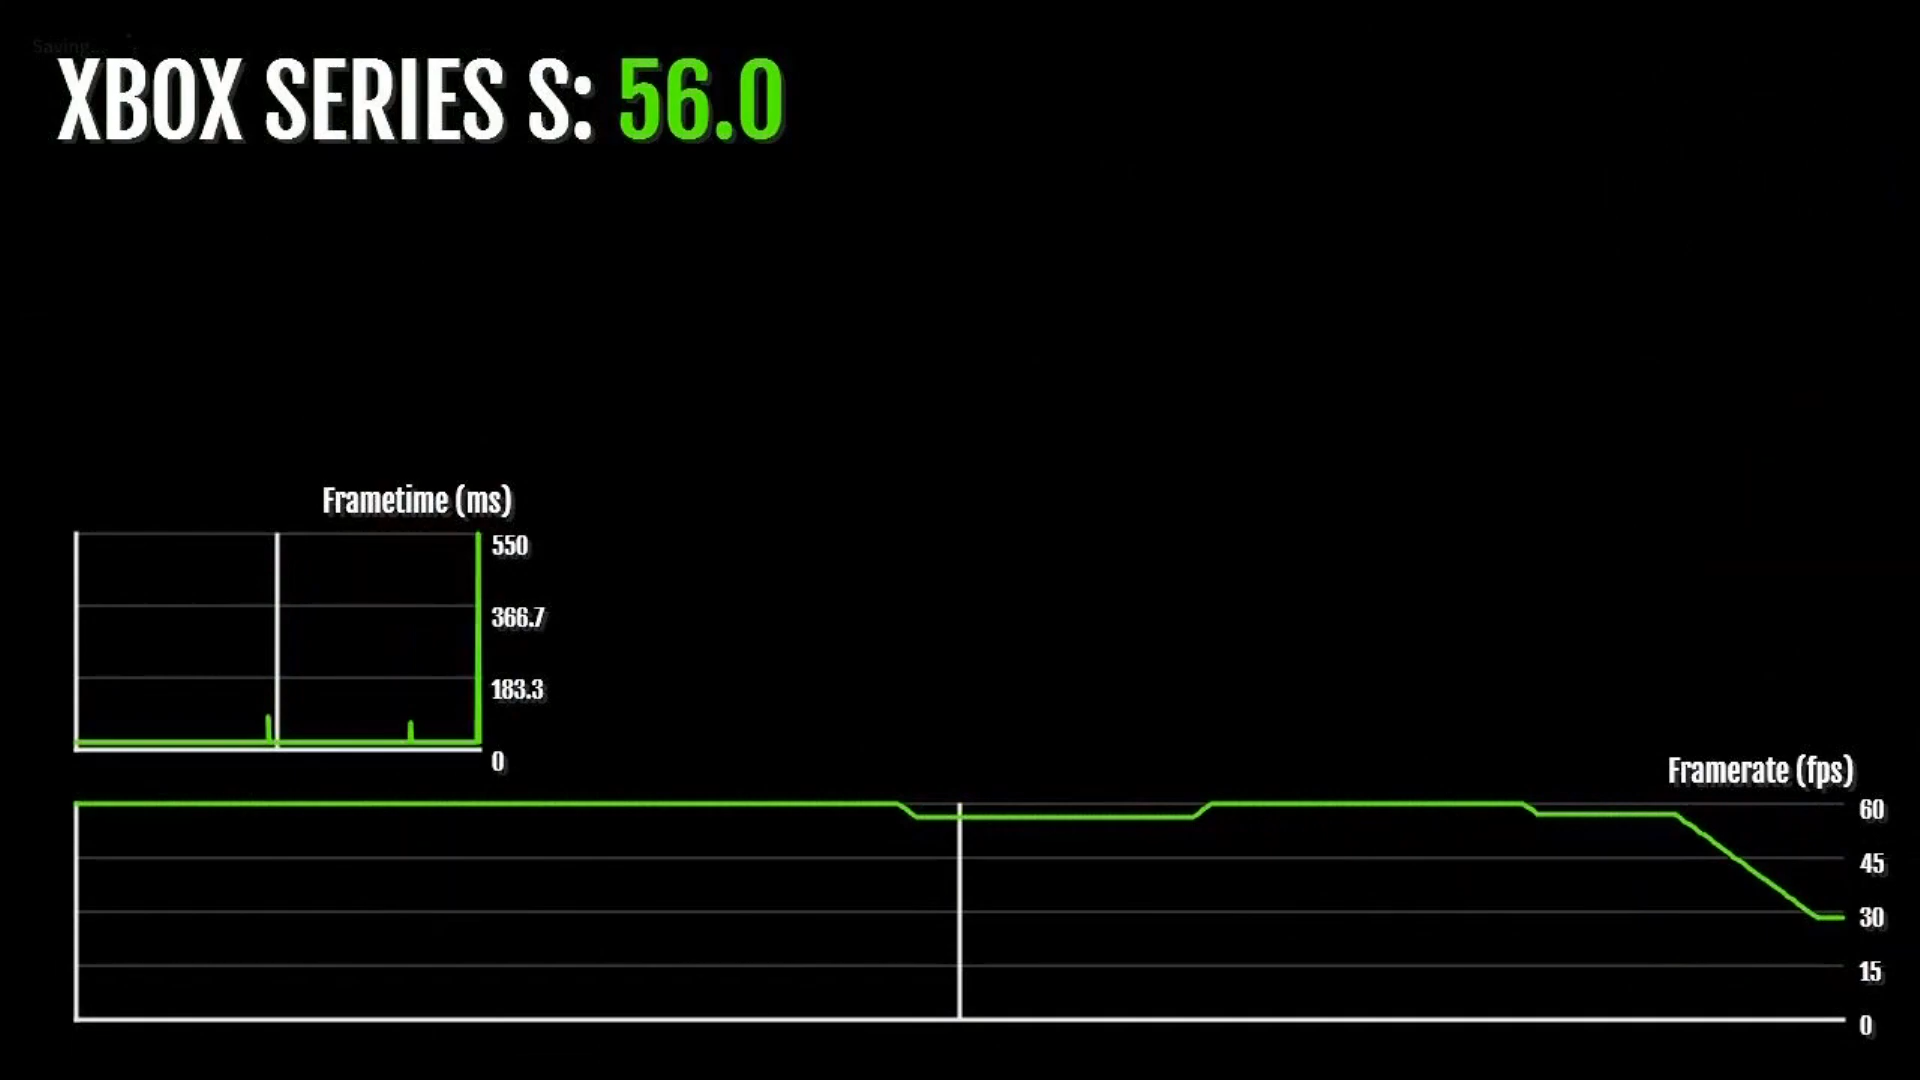 Saving...
XBOX SERIES S: 56.0
Frametime (ms)
550
366.7
183.3
0
Framerate (fps)
60
45
30
15
0